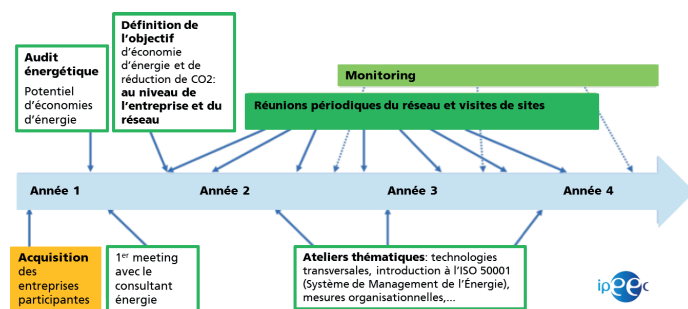 Audit
énergétique
Potentiel
d'économies
d'énergie
Définition de
l'objectif
d'économie
d'énergie et de
réduction de CO2:
au niveau de
l'entreprise et du
réseau
Monitoring
Réunions périodiques du réseau et visites de sites
Année 1
Année 2
Année 3
Année 4
Acquisition
des
entreprises
participantes
1er meeting
avec le
consultant
énergie
Ateliers thématiques: technologies
transversales, introduction à l'ISO 50001
(Système de Management de l'Énergie),
mesures organisationnelles,...
ipeec